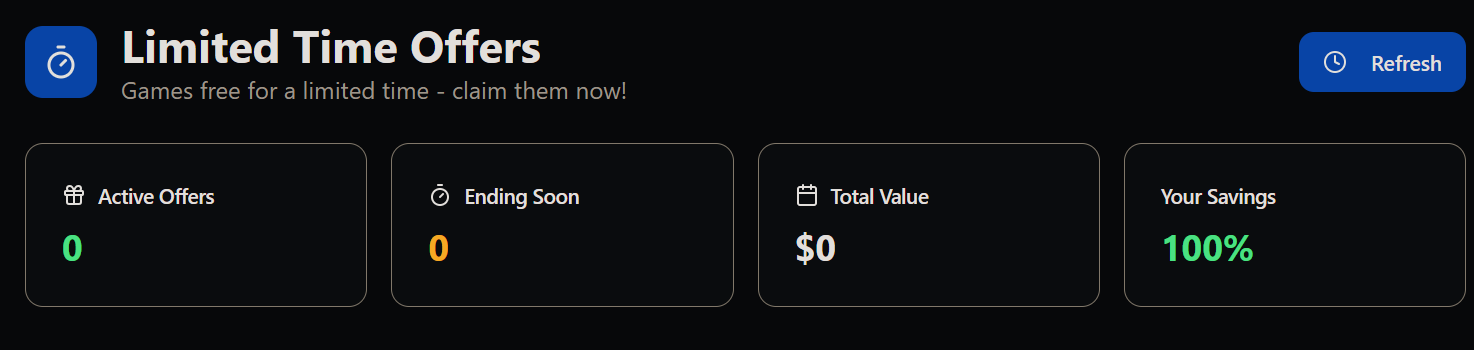 Limited Time Offers
Games free for a limited time - claim them now!
Refresh
Active Offers
0
Ending Soon
0
Total Value
$0
Your Savings
100%